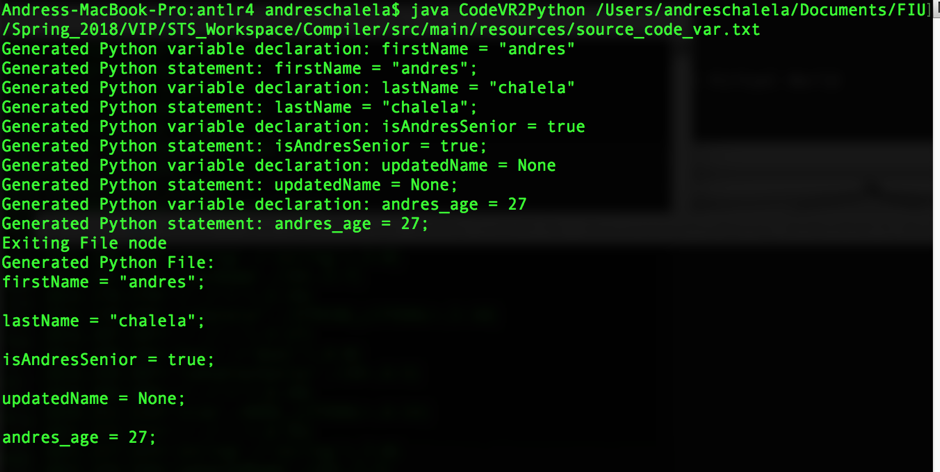 Andress-MacBook-Pro:antlr4 andreschalela$ java CodeVR2Python /Users/andreschalela/Documents/FIU
/Spring_2018/VIP/STS_Workspace/Compiler/src/main/resources/source_code_var.txt
Generated Python variable declaration: firstName = "andres"
Generated Python statement: firstName = "andres";
Generated Python variable declaration: lastName = "chalela"
Generated Python statement: lastName = "chalela";
Generated Python variable declaration: isAndresSenior = true
Generated Python statement: isAndresSenior = true;
Generated Python variable declaration: updatedName = None
Generated Python statement: updatedName = None;
Generated Python variable declaration: andres_age = 27
Generated Python statement: andres_age = 27;
Exiting File node
Generated Python File:
firstName = "andres";
lastName = "chalela";
isAndresSenior = true;
updatedName = None;
andres_age = 27;